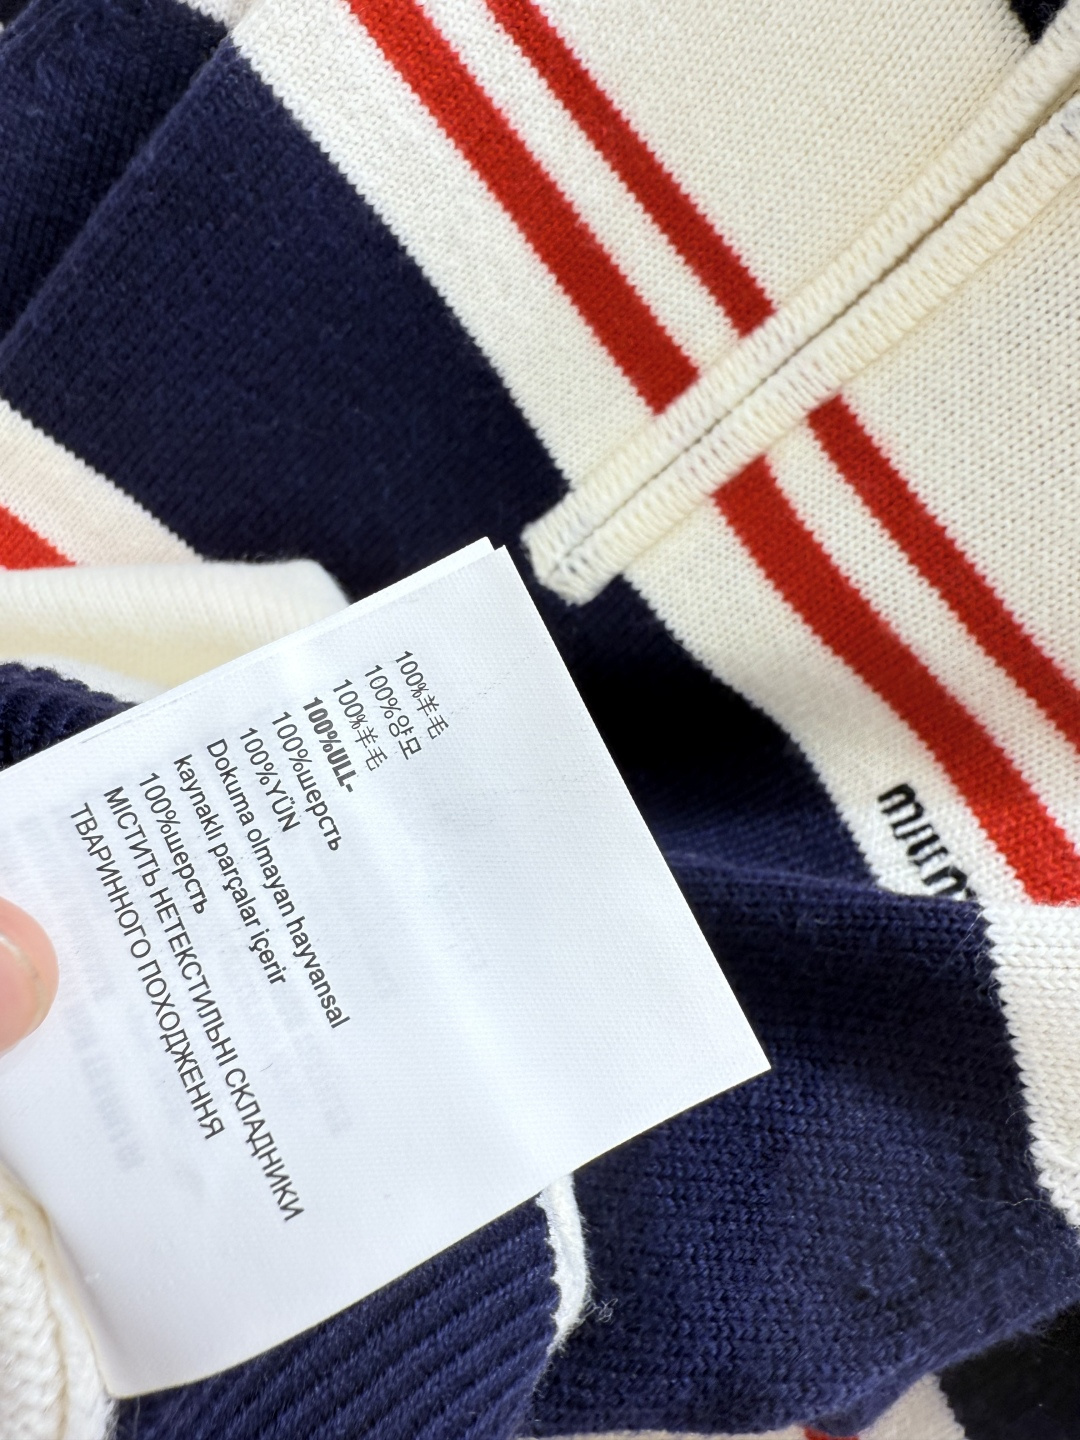 100%羊毛
100%양모
100%羊毛
100%ULL-
100%шерсть
100%YÜN
Dokuma olmayan hayvansal
kaynaklı parçalar içerir
100%шерсть
МІСТИТЬ НЕТЕКСТИЛЬНІ СКЛАДНИКИ
ТВАРИННОГО ПОХОДЖЕННЯ